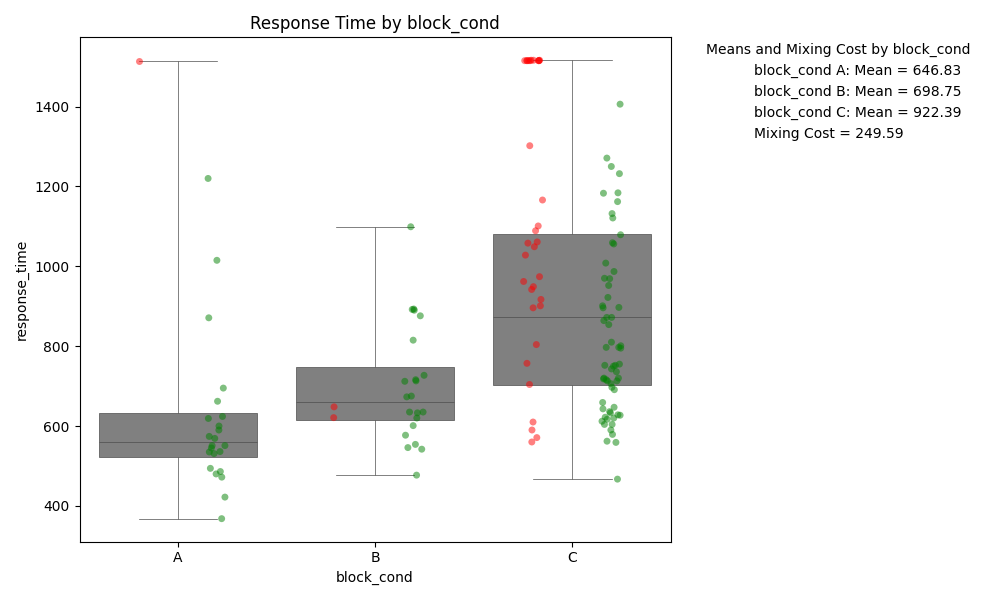 Response Time by block_cond
Means and Mixing Cost by block_cond
block_cond A: Mean = 646.83
block_cond B: Mean = 698.75
block_cond C: Mean = 922.39
Mixing Cost = 249.59
response_time
1400
1200
1000
800
600
400
A
B
C
block_cond